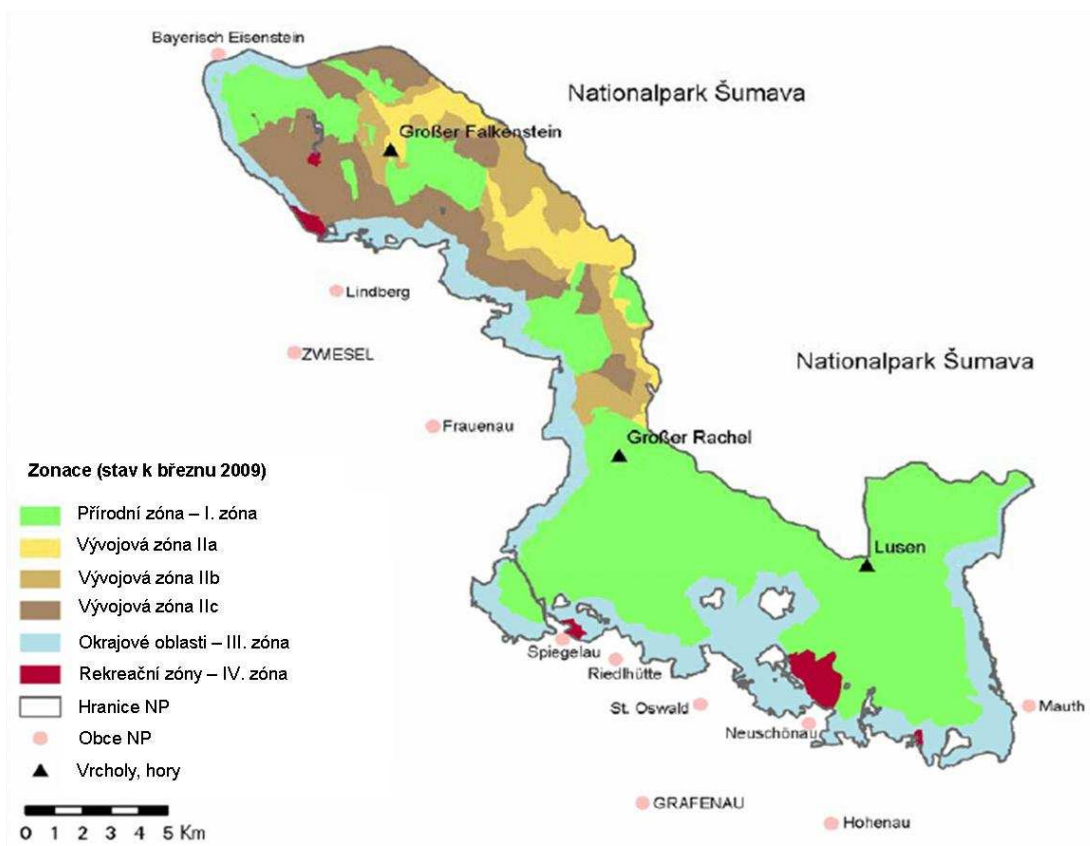 Bayerisch Eisenstein
Nationalpark Šumava
Großer Falkenstein
Lindberg
ZWIESEL
Nationalpark Šumava
Frauenau
Großer Rachel
Zonace (stav k březnu 2009)
Přírodní zóna – I. zóna
Vývojová zóna IIa
Vývojová zóna IIb
Vývojová zóna IIc
Okrajové oblasti – III. zóna
Rekreační zóny – IV. zóna
Hranice NP
Obce NP
Vrcholy, hory
0 1 2 3 4 5 Km
Lusen
Spiegelau
Riedlhütte
St. Oswald
Neuschönau
Mauth
GRAFENAU
Hohenau